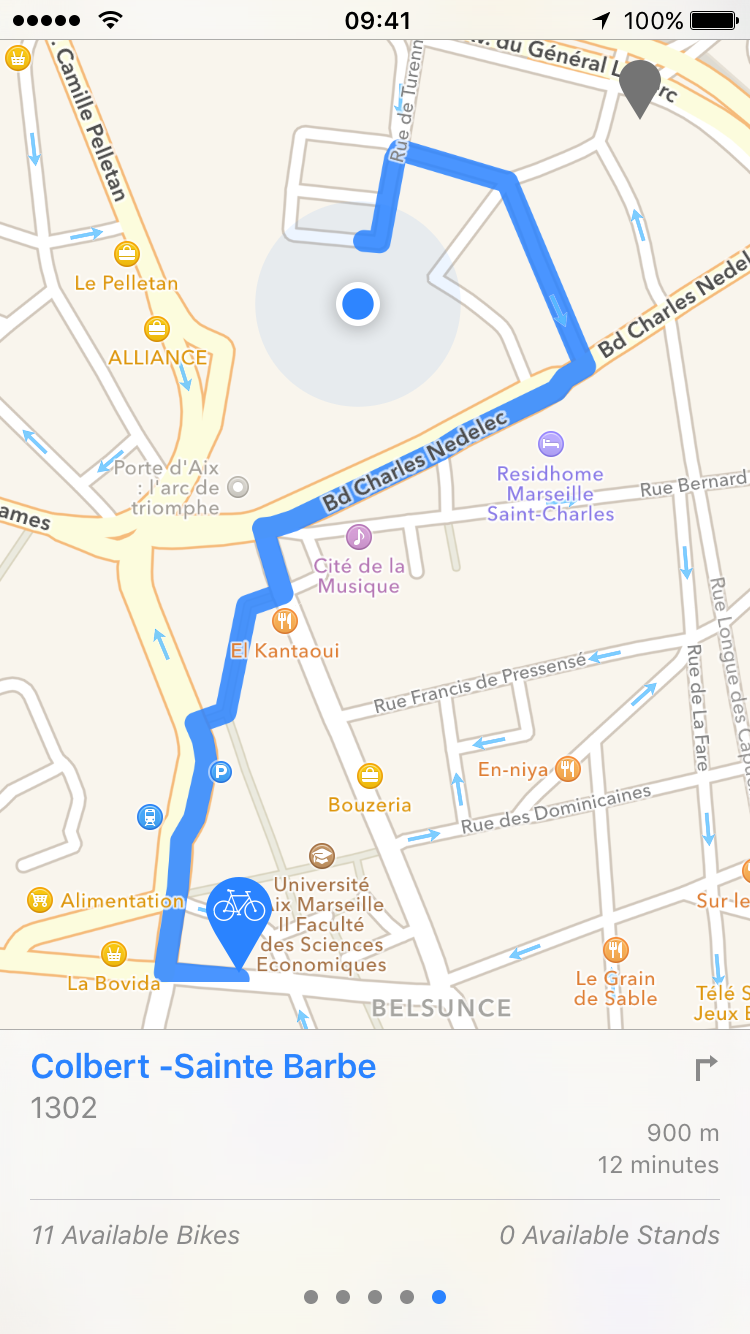 09:41
100%
Camille Pelletan
Rue de Turenn
du Général L
rc
Le Pelletan
ALLIANCE
Bd Charles Nedel
Bd Charles Nedelec
Porte d'Aix
: l'arc de
triomphe
ames
Residhome
Marseille
Saint-Charles
Rue Bernard
Cité de la
Musique
El Kantaoui
Rue Francis de Pressensé
Rue de La Fare
Rue Longue des Capu
P
En-niya
Bouzeria
Rue des Dominicaines
Alimentation
Université
Aix Marseille
II Faculté
des Sciences
Economiques
La Bovida
Sur le
Le Grain
de Sable
Télé S
Jeux E
BELSUNCE
Colbert -Sainte Barbe
1302
900 m
12 minutes
11 Available Bikes
0 Available Stands